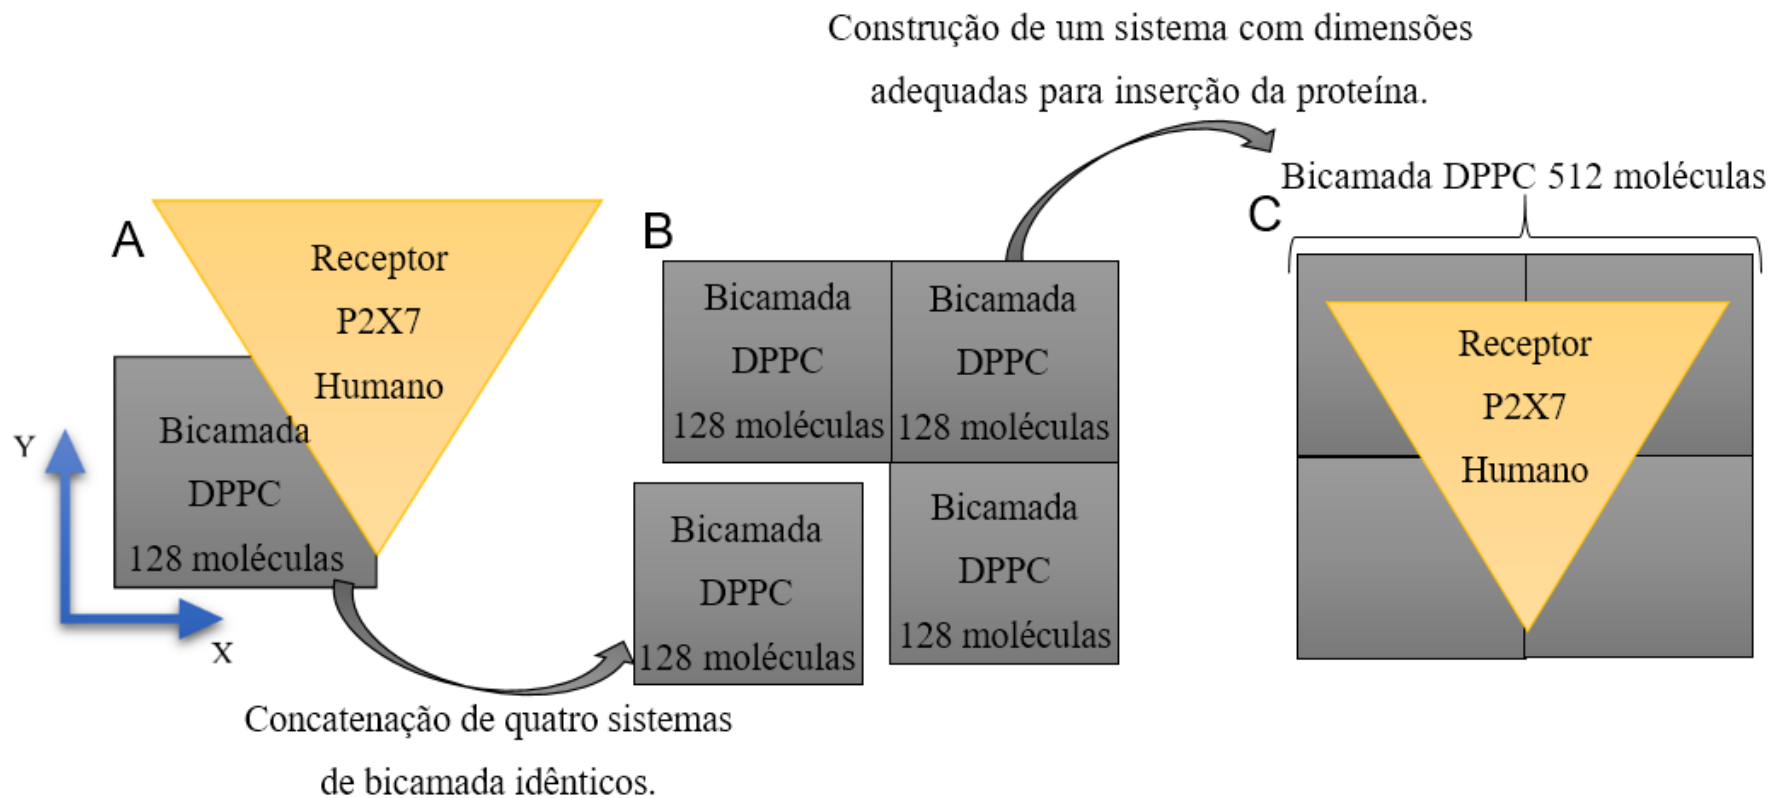 Construção de um sistema com dimensões
adequadas para inserção da proteína.
A
Receptor
P2X7
Humano
Bicamada
DPPC
128 moléculas
Y
X
Concatenação de quatro sistemas
de bicamada idênticos.
B
Bicamada
DPPC
128 moléculas
Bicamada
DPPC
128 moléculas
Bicamada
DPPC
128 moléculas
Bicamada
DPPC
128 moléculas
Bicamada DPPC 512 moléculas
C
Receptor
P2X7
Humano